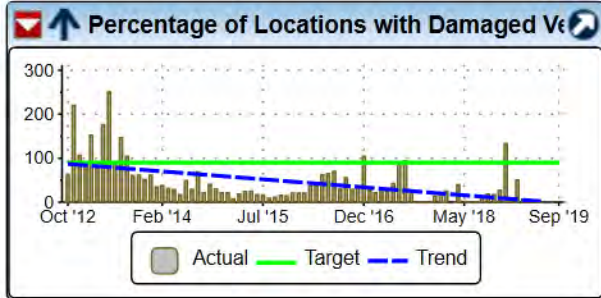 Percentage of Locations with Damaged Ve
300
200
100
0
Oct '12 Feb '14 Jul '15 Dec '16 May '18 Sep '19
Actual Target Trend